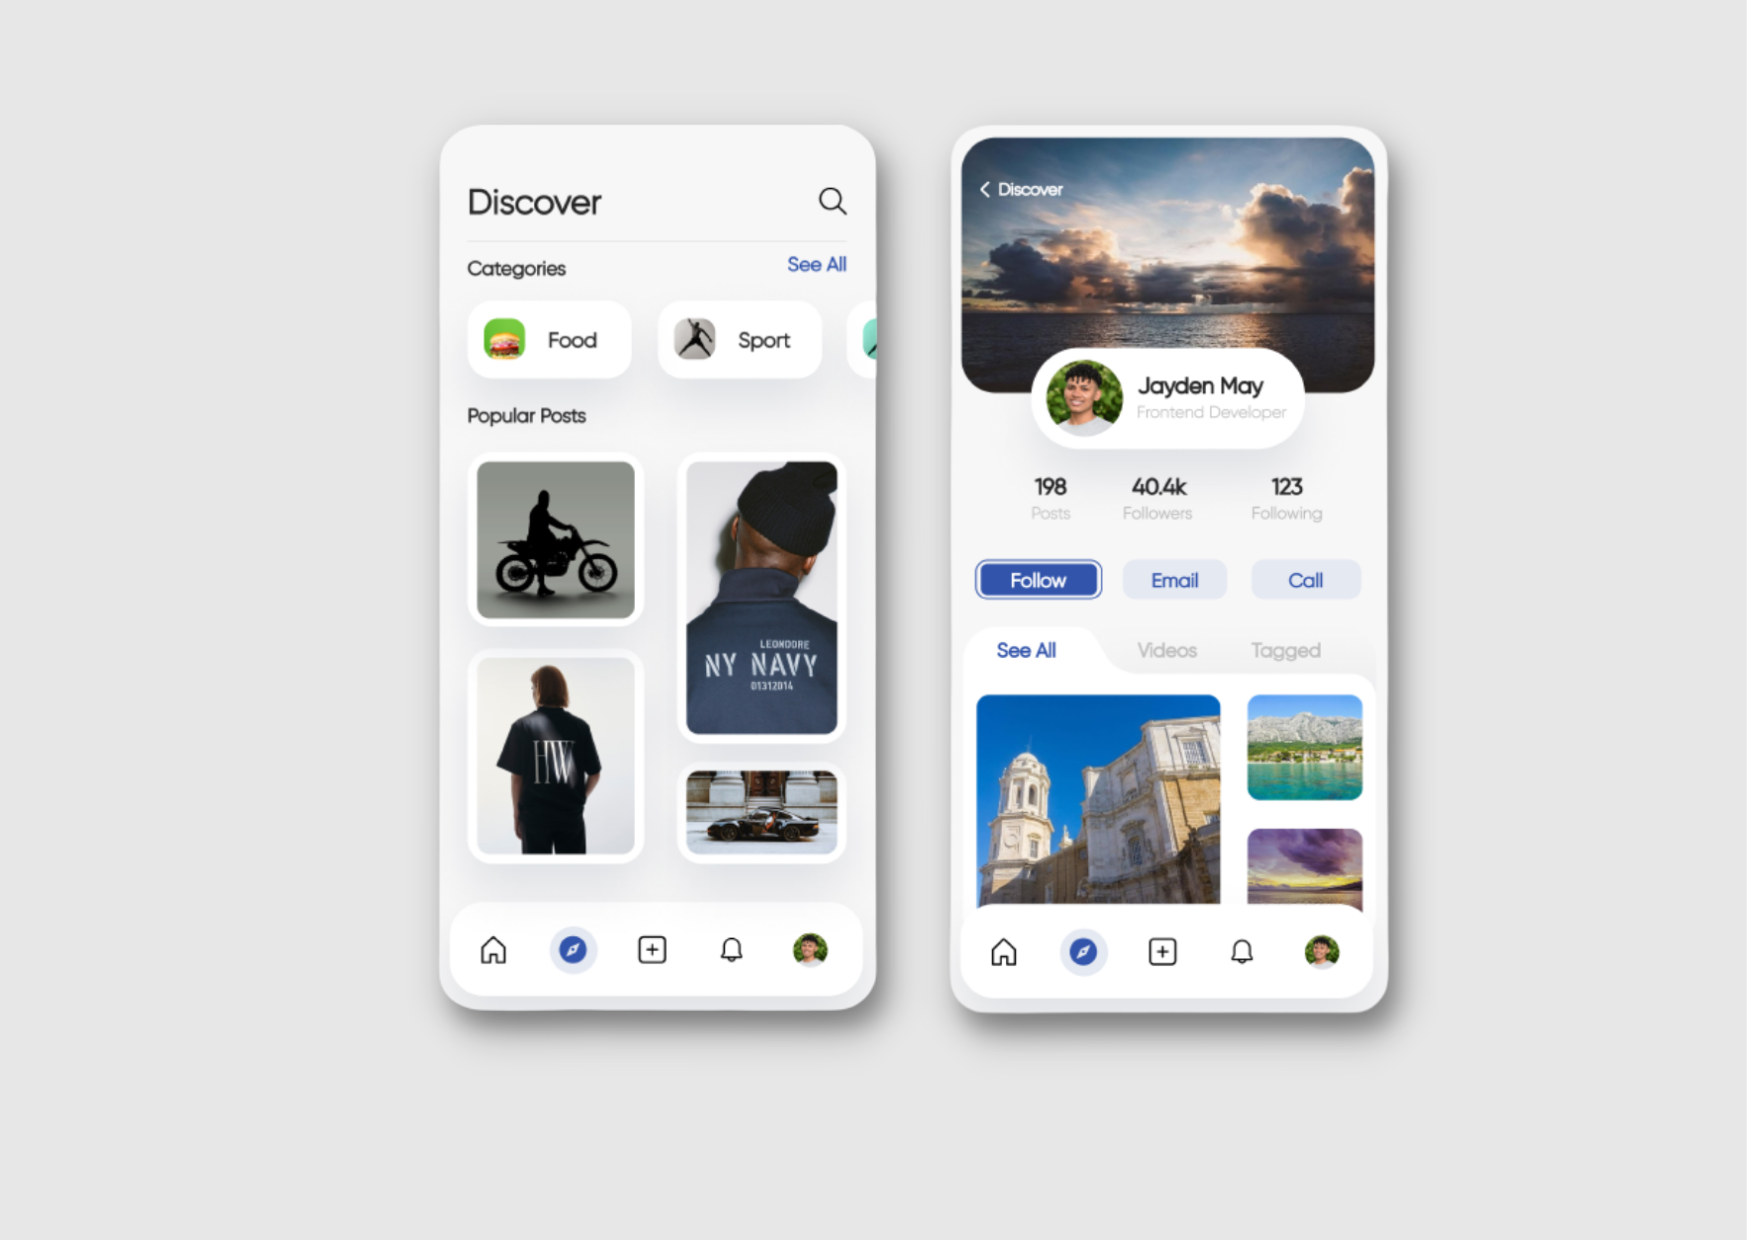 Discover
Categories
See All
Food
Sport
Popular Posts
LEONDORE
NY NAVY
01312014
HW
Discover
Jayden May
Frontend Developer
198
40.4k
123
Posts
Followers
Following
Follow
Email
Call
See All
Videos
Tagged